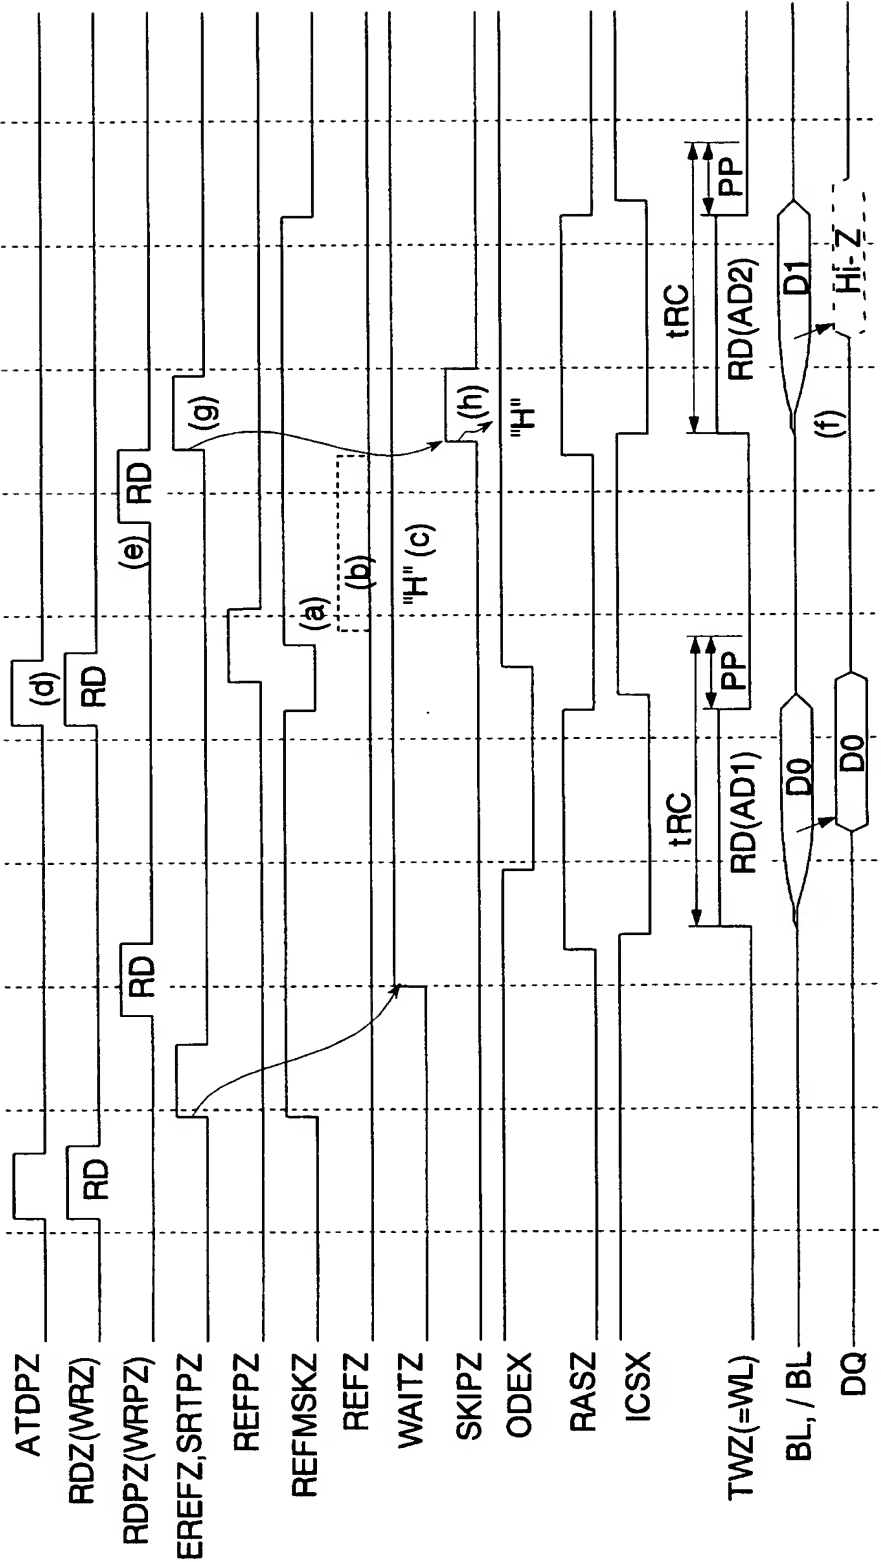 ATDPZ
(d)
RDZ(WRZ)
RD
RD
RDPZ(WRPZ)
RD
(e)
RD
EREFZ,SRTPZ
(g)
REFPZ
REFMSKZ
(a)
REFZ
(b)
WAITZ
"H" (c)
SKIPZ
(h)
ODEX
"H"
RASZ
ICSX
tRC
tRC
PP
PP
TWZ(=WL)
RD(AD1)
RD(AD2)
BL, / BL
D0
D1
(f)
DQ
D0
Hi-Z